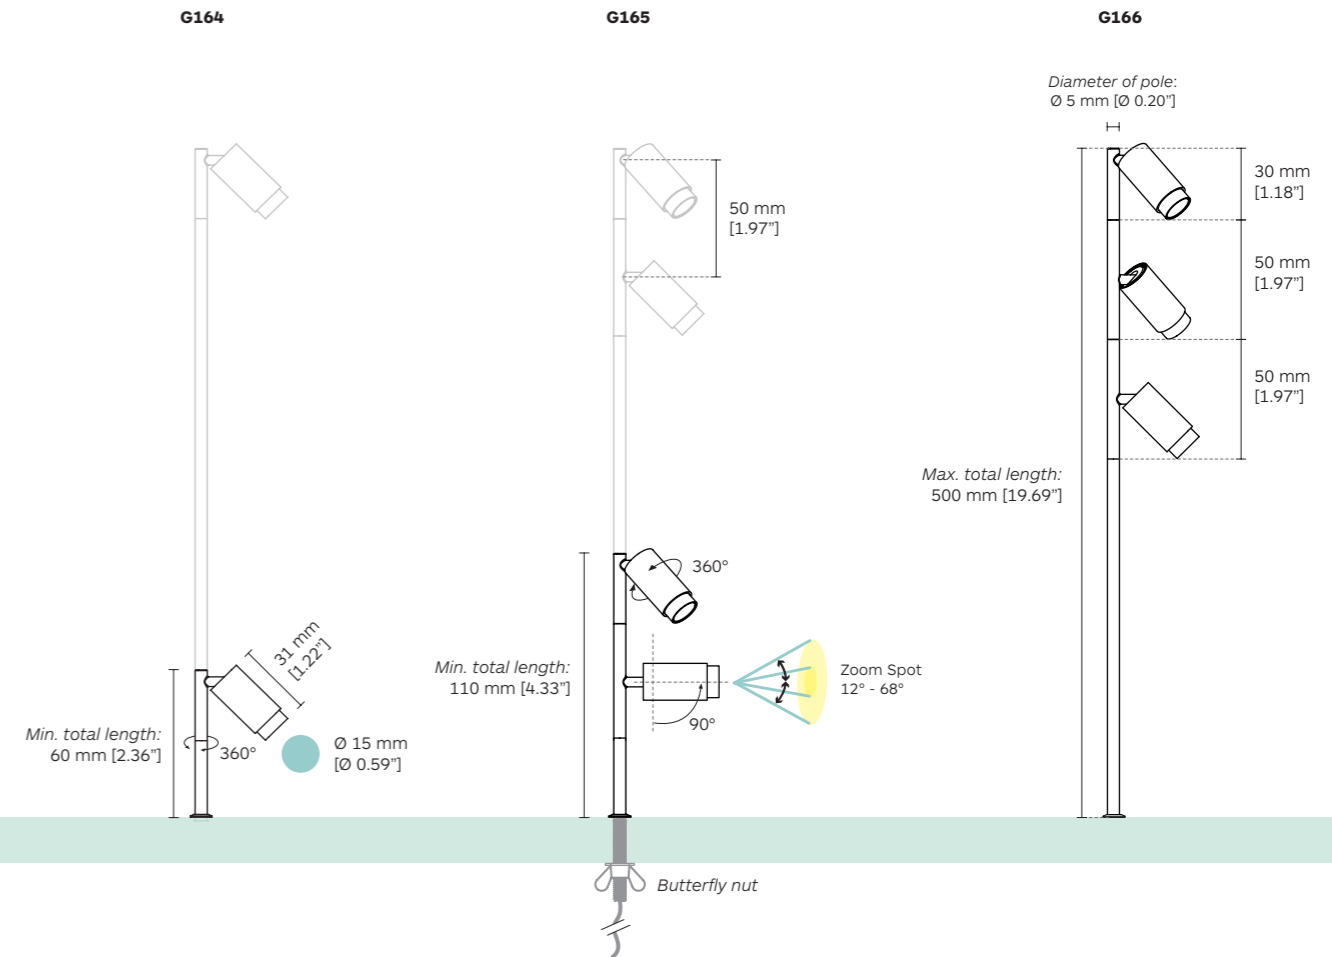 G164
G165
G166
Diameter of pole:
Ø 5 mm [Ø 0.20”]
30 mm
[1.18”]
50 mm
[1.97”]
50 mm
[1.97”]
50 mm
[1.97”]
Max. total length:
500 mm [19.69”]
360°
Min. total length:
110 mm [4.33”]
Zoom Spot
12° - 68°
90°
31 mm
[1.22”]
Min. total length:
60 mm [2.36”]
360°
Ø 15 mm
[Ø 0.59”]
Butterfly nut